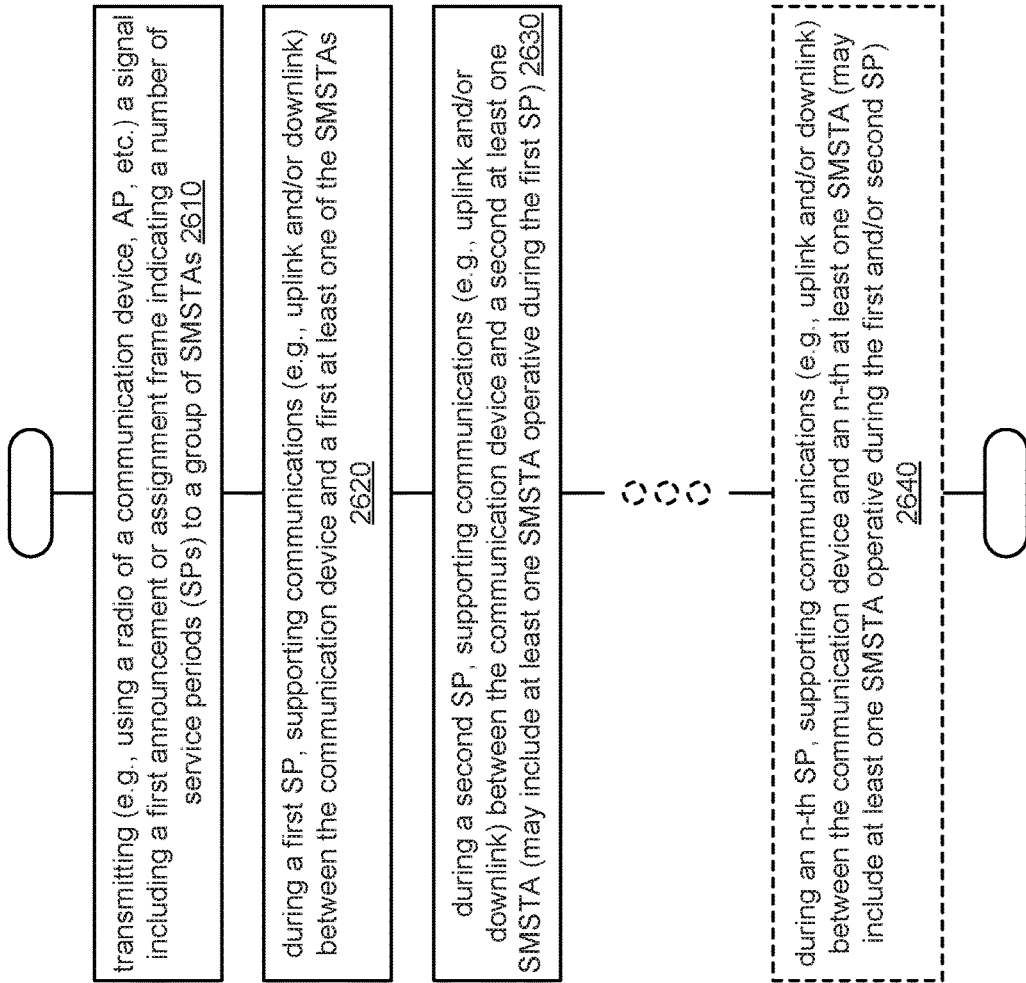 transmitting (e.g., using a radio of a communication device, AP, etc.) a signal
including a first announcement or assignment frame indicating a number of
service periods (SPs) to a group of SMSTAs 2610
during a first SP, supporting communications (e.g., uplink and/or downlink)
between the communication device and a first at least one of the SMSTAs
2620
during a second SP, supporting communications (e.g., uplink and/or
downlink) between the communication device and a second at least one
SMSTA (may include at least one SMSTA operative during the first SP) 2630
during an n-th SP, supporting communications (e.g., uplink and/or downlink)
between the communication device and an n-th at least one SMSTA (may
include at least one SMSTA operative during the first and/or second SP)
2640